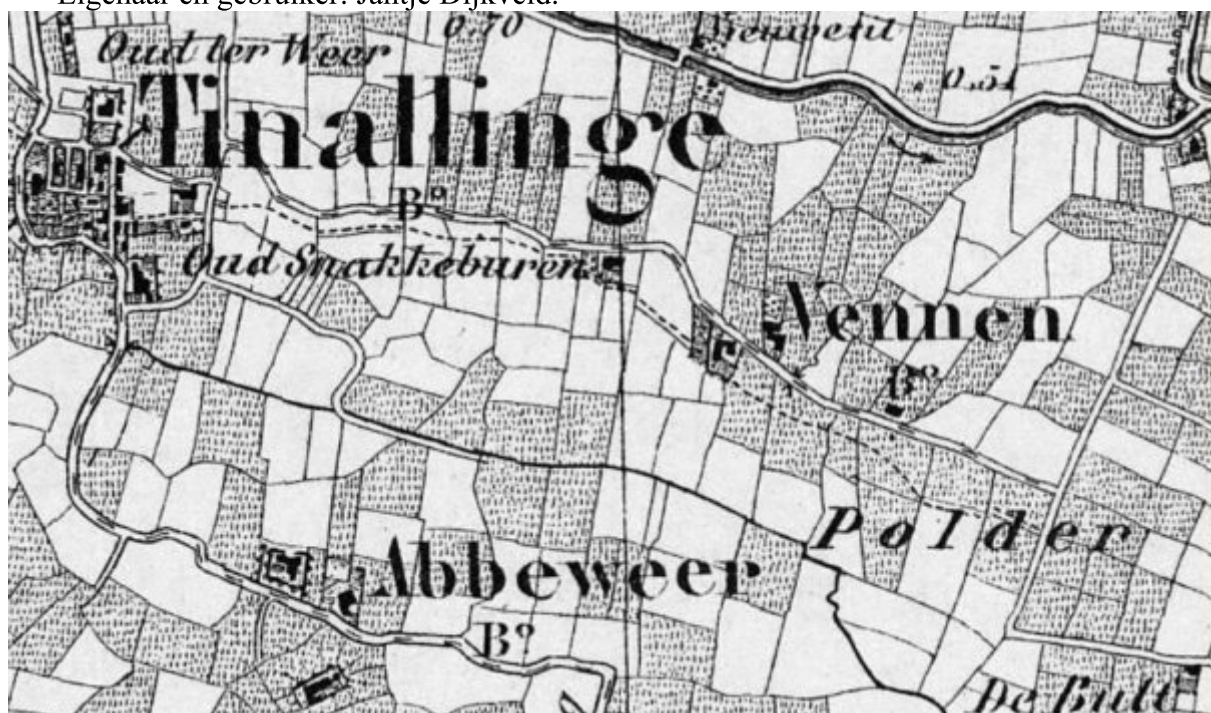 Eigenaar en gebruiker: Jantje Dijkveld.
Oud ter Weer
0,70
0,51
Tinallinge
Bº
Oud Snakkeburen
Vennen
Bº
Polder
Abbeweer
Bº
De Bult